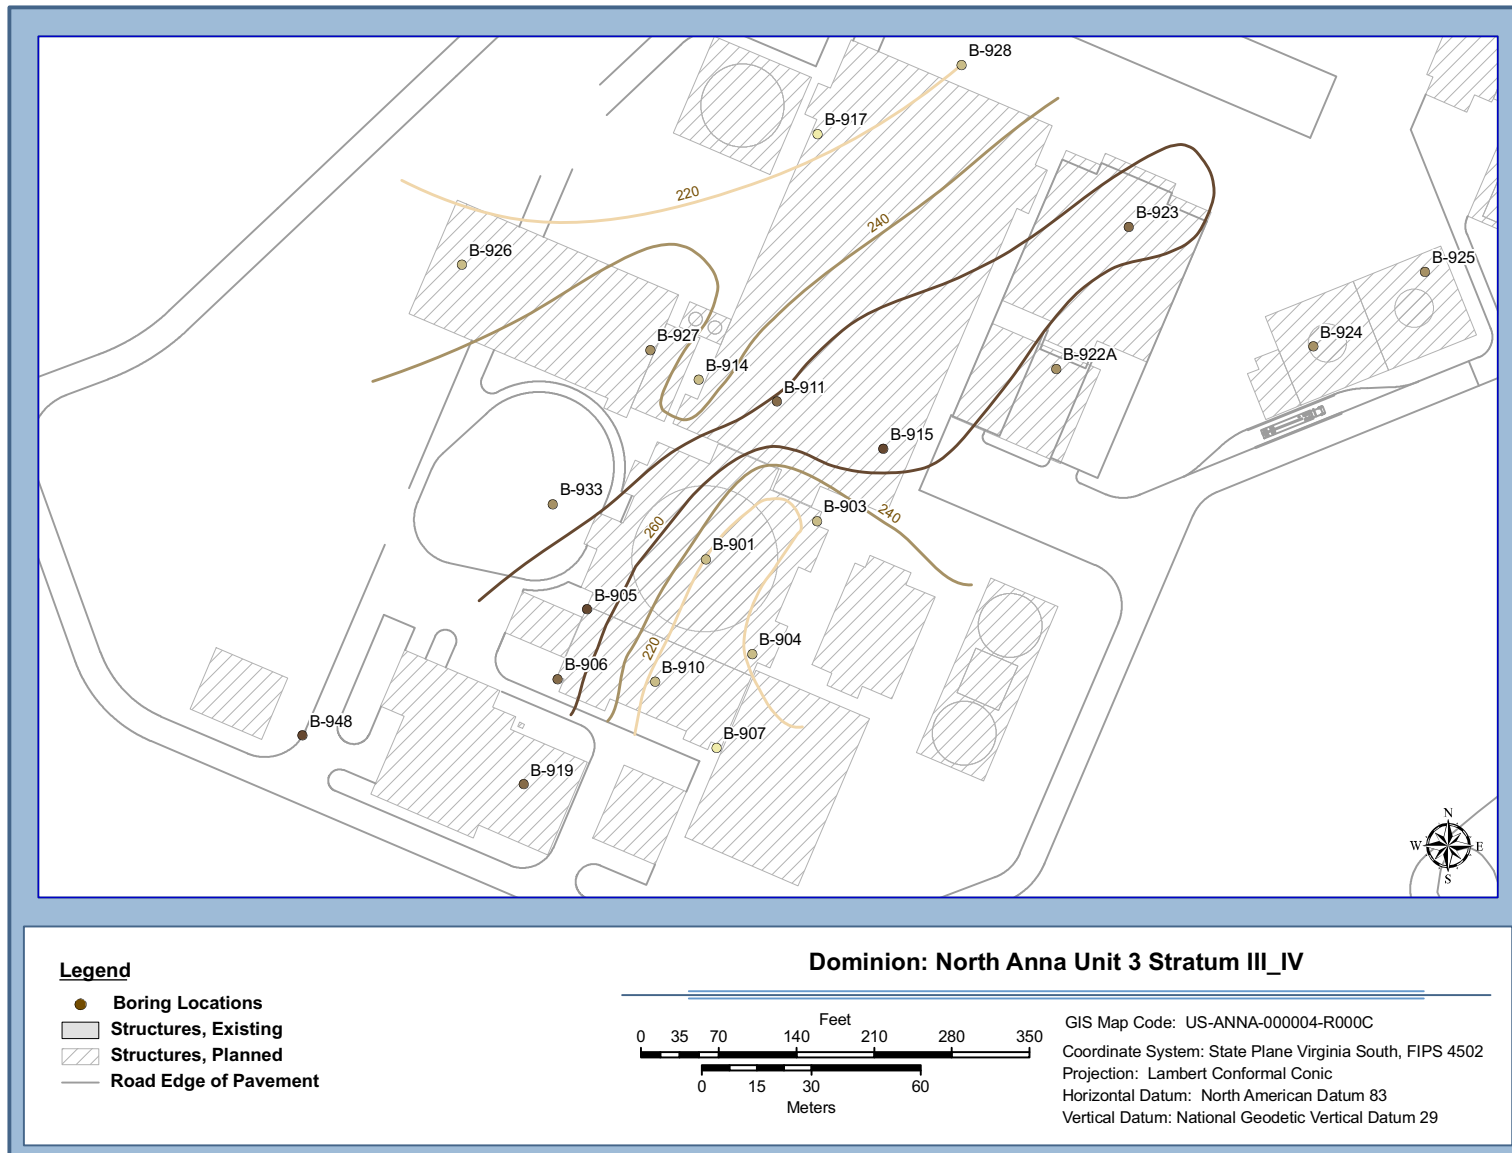 B-928
B-917
220
240
B-923
B-926
B-925
B-927
B-924
B-914
B-922A
B-911
B-915
B-933
B-903
240
260
B-901
B-905
220
B-904
B-906
B-910
B-948
B-907
B-919
N
W
E
S
Legend
Boring Locations
Structures, Existing
Structures, Planned
Road Edge of Pavement
Dominion: North Anna Unit 3 Stratum III_IV
Feet
0 35 70 140 210 280 350
0 15 30 60
Meters
GIS Map Code: US-ANNA-000004-R000C
Coordinate System: State Plane Virginia South, FIPS 4502
Projection: Lambert Conformal Conic
Horizontal Datum: North American Datum 83
Vertical Datum: National Geodetic Vertical Datum 29